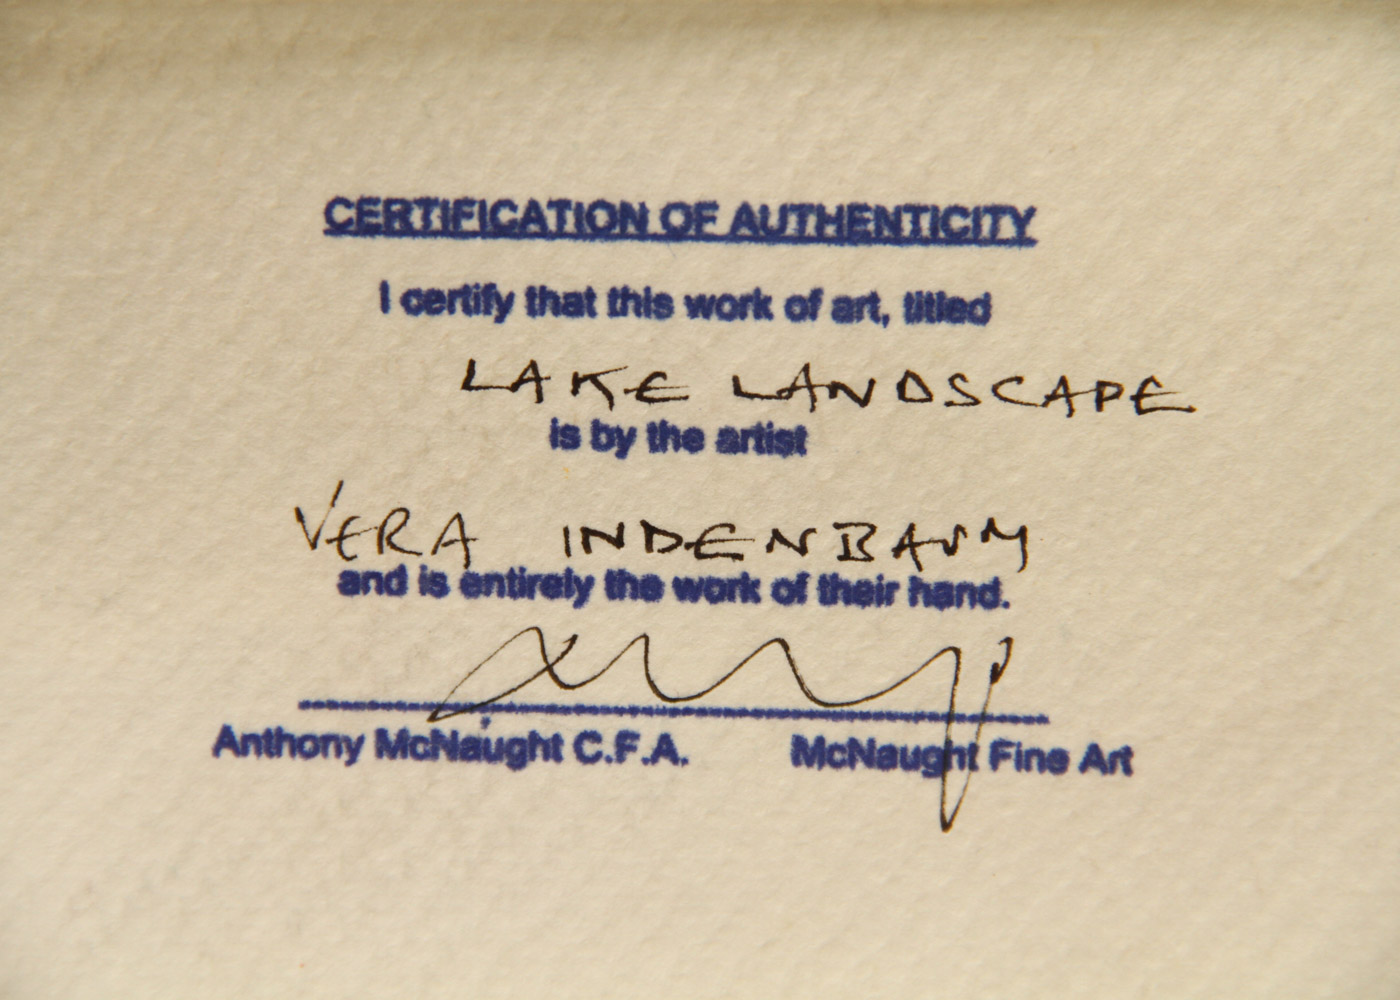 CERTIFICATION OF AUTHENTICITY
I certify that this work of art, titled
LAKE LANDSCAPE
is by the artist
VERA INDENBAUM
and is entirely the work of their hand.
Anthony McNaught C.F.A. McNaught Fine Art